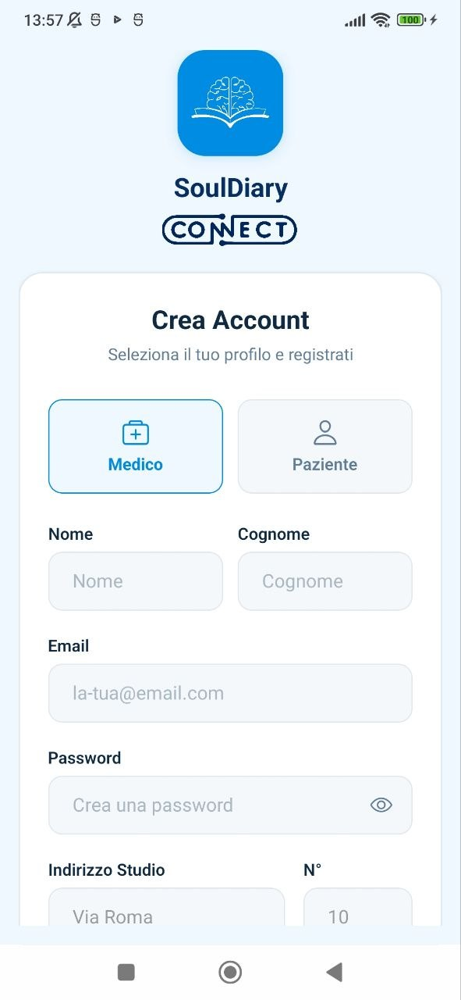 13:57
100
SoulDiary
CONNECT
Crea Account
Seleziona il tuo profilo e registrati
Medico Paziente
Nome Cognome
Nome Cognome
Email
la-tua@email.com
Password
Crea una password
Indirizzo Studio N°
Via Roma 10